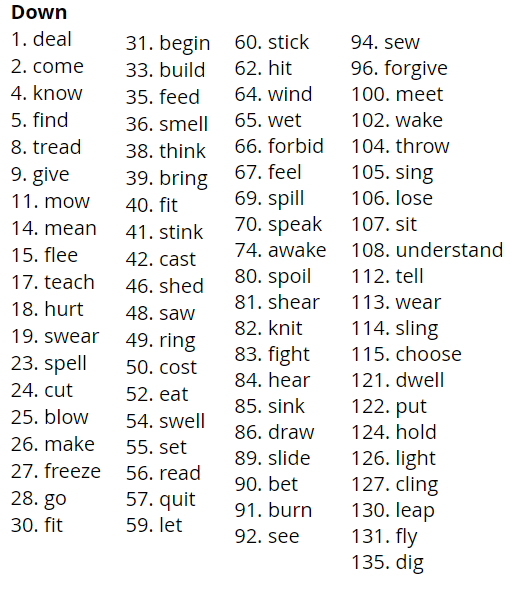 Down
1. deal
2. come
4. know
5. find
8. tread
9. give
11. mow
14. mean
15. flee
17. teach
18. hurt
19. swear
23. spell
24. cut
25. blow
26. make
27. freeze
28. go
30. fit
31. begin
33. build
35. feed
36. smell
38. think
39. bring
40. fit
41. stink
42. cast
46. shed
48. saw
49. ring
50. cost
52. eat
54. swell
55. set
56. read
57. quit
59. let
60. stick
62. hit
64. wind
65. wet
66. forbid
67. feel
69. spill
70. speak
74. awake
80. spoil
81. shear
82. knit
83. fight
84. hear
85. sink
86. draw
89. slide
90. bet
91. burn
92. see
94. sew
96. forgive
100. meet
102. wake
104. throw
105. sing
106. lose
107. sit
108. understand
112. tell
113. wear
114. sling
115. choose
121. dwell
122. put
124. hold
126. light
127. cling
130. leap
131. fly
135. dig